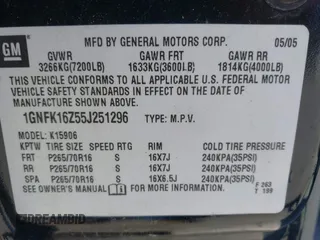 GM
MFD BY GENERAL MOTORS CORP. 05/05
GVWR GAWR FRT GAWR RR
3266KG(7200LB) 1633KG(3600LB) 1814KG(4000LB)
THIS VEHICLE CONFORMS TO ALL APPLICABLE U.S. FEDERAL MOTOR
VEHICLE SAFETY STANDARDS IN EFFECT ON THE DATE OF
MANUFACTURE SHOWN ABOVE.
1GNFK16Z55J251296 TYPE: M.P.V.
MODEL: K15906
KPTW TIRE SIZE SPEED RTG RIM COLD TIRE PRESSURE
FRT P265/70R16 S 16X7J 240KPA(35PSI)
RR P265/70R16 S 16X7J 240KPA(35PSI)
SPA P265/70R16 S 16X6.5J 240KPA(35PSI)
SEE OWNER'S MANUAL FOR MORE INFORMATION. F 263
T 109